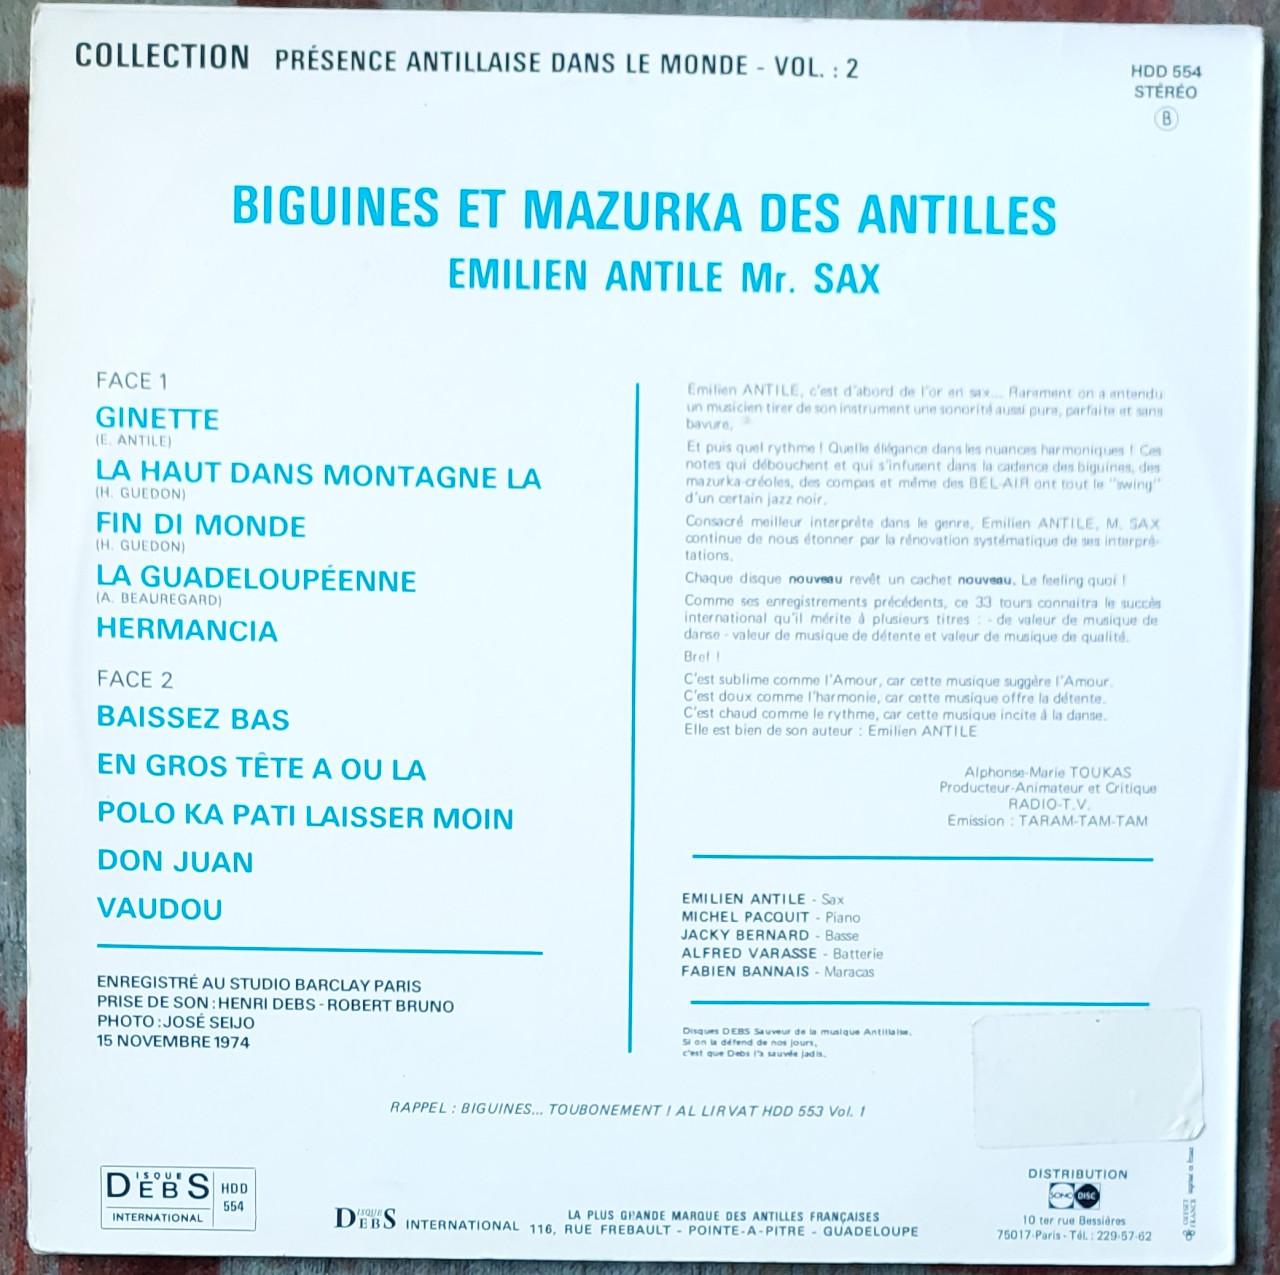 COLLECTION PRÉSENCE ANTILLAISE DANS LE MONDE - VOL. : 2
HDD 554
STÉRÉO
B
BIGUINES ET MAZURKA DES ANTILLES
EMILIEN ANTILE Mr. SAX
FACE 1
GINETTE
(E. ANTILE)
LA HAUT DANS MONTAGNE LA
(H. GUEDON)
FIN DI MONDE
(H. GUEDON)
LA GUADELOUPÉENNE
(A. BEAUREGARD)
HERMANCIA
FACE 2
BAISSEZ BAS
EN GROS TÊTE A OU LA
POLO KA PATI LAISSER MOIN
DON JUAN
VAUDOU
ENREGISTRÉ AU STUDIO BARCLAY PARIS
PRISE DE SON : HENRI DEBS - ROBERT BRUNO
PHOTO : JOSÉ SEIJO
15 NOVEMBRE 1974
Emilien ANTILE, c'est d'abord de l'or en sax... Rarement on a entendu
un musicien tirer de son instrument une sonorité aussi pure, parfaite et sans
bavure.
Et puis quel rythme ! Quelle élégance dans les nuances harmoniques ! Ces
notes qui débouchent et qui s'infusent dans la cadence des biguines, des
mazurka-créoles, des compas et même des BEL-AIR ont tout le "swing"
d'un certain jazz noir.
Consacré meilleur interprète dans le genre, Emilien ANTILE, M. SAX
continue de nous étonner par la rénovation systématique de ses interpré-
tations.
Chaque disque nouveau revêt un cachet nouveau. Le feeling quoi !
Comme ses enregistrements précédents, ce 33 tours connaitra le succès
international qu'il mérite à plusieurs titres : - de valeur de musique de
danse - valeur de musique de détente et valeur de musique de qualité.
Bref !
C'est sublime comme l'Amour, car cette musique suggère l'Amour.
C'est doux comme l'harmonie, car cette musique offre la détente.
C'est chaud comme le rythme, car cette musique incite à la danse.
Elle est bien de son auteur : Emilien ANTILE
Alphonse-Marie TOUKAS
Producteur-Animateur et Critique
RADIO-T.V.
Emission : TARAM-TAM-TAM
EMILIEN ANTILE - Sax
MICHEL PACQUIT - Piano
JACKY BERNARD - Basse
ALFRED VARASSE - Batterie
FABIEN BANNAIS - Maracas
Disques DEBS Sauveur de la musique Antillaise.
Si on la défend de nos jours,
c'est que Debs l'a sauvée jadis.
RAPPEL : BIGUINES... TOUBONEMENT ! AL LIRVAT HDD 553 Vol. 1
DISQUE DEBS
INTERNATIONAL
HDD
554
DISQUE DEBS INTERNATIONAL
LA PLUS GRANDE MARQUE DES ANTILLES FRANÇAISES
116, RUE FREBAULT - POINTE-A-PITRE - GUADELOUPE
DISTRIBUTION
SONO DISC
10 ter rue Bessières
75017-Paris - Tél. : 229-57-62
OFFSET FRANCE
imprimé en france